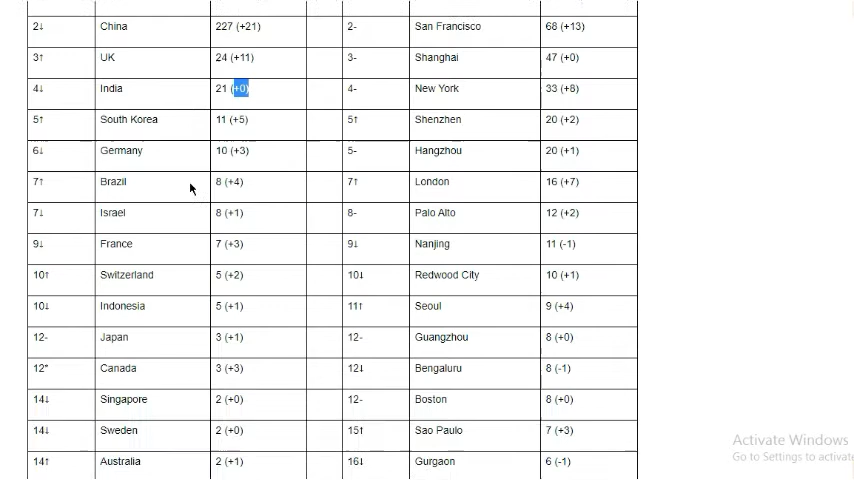 2↓ China 227 (+21) 2- San Francisco 68 (+13)
3↑ UK 24 (+11) 3- Shanghai 47 (+0)
4↓ India 21 (+0) 4- New York 33 (+8)
5↑ South Korea 11 (+5) 5↑ Shenzhen 20 (+2)
6↓ Germany 10 (+3) 5- Hangzhou 20 (+1)
7↑ Brazil 8 (+4) 7↑ London 16 (+7)
7↓ Israel 8 (+1) 8- Palo Alto 12 (+2)
9↓ France 7 (+3) 9↓ Nanjing 11 (-1)
10↑ Switzerland 5 (+2) 10↓ Redwood City 10 (+1)
10↓ Indonesia 5 (+1) 11↑ Seoul 9 (+4)
12- Japan 3 (+1) 12- Guangzhou 8 (+0)
12* Canada 3 (+3) 12↓ Bengaluru 8 (-1)
14↓ Singapore 2 (+0) 12- Boston 8 (+0)
14↓ Sweden 2 (+0) 15↑ Sao Paulo 7 (+3)
14↑ Australia 2 (+1) 16↓ Gurgaon 6 (-1)
Activate Windows
Go to Settings to activate